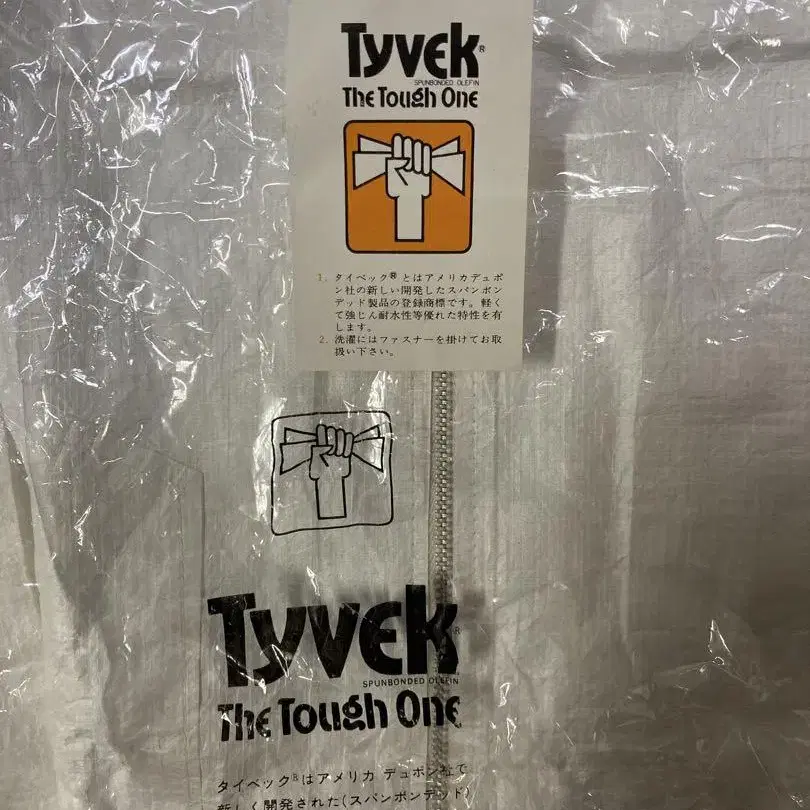 Tyvek®
SPUNBONDED OLEFIN
The Tough One
1. タイベック®とはアメリカデュポ
ン社の新しい開発したスパンボン
デッド製品の登録商標です。軽く
て強じん耐水性等優れた特性を有
します。
2. 洗濯にはファスナーを掛けてお取
扱い下さい。
Tyvek®
SPUNBONDED OLEFIN
The Tough One
タイベック®はアメリカ デュポン社で
新しく開発された(スパンボンデッド)